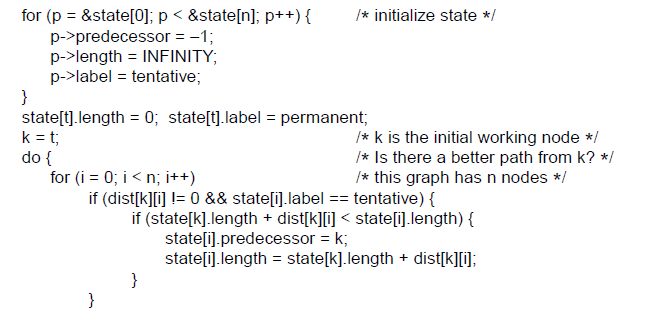 for (p = &state[0]; p < &state[n]; p++) { /* initialize state */
p->predecessor = −1;
p->length = INFINITY;
p->label = tentative;
}
state[t].length = 0; state[t].label = permanent;
k = t; /* k is the initial working node */
do { /* Is there a better path from k? */
for (i = 0; i < n; i++) /* this graph has n nodes */
if (dist[k][i] != 0 && state[i].label == tentative) {
if (state[k].length + dist[k][i] < state[i].length) {
state[i].predecessor = k;
state[i].length = state[k].length + dist[k][i];
}
}